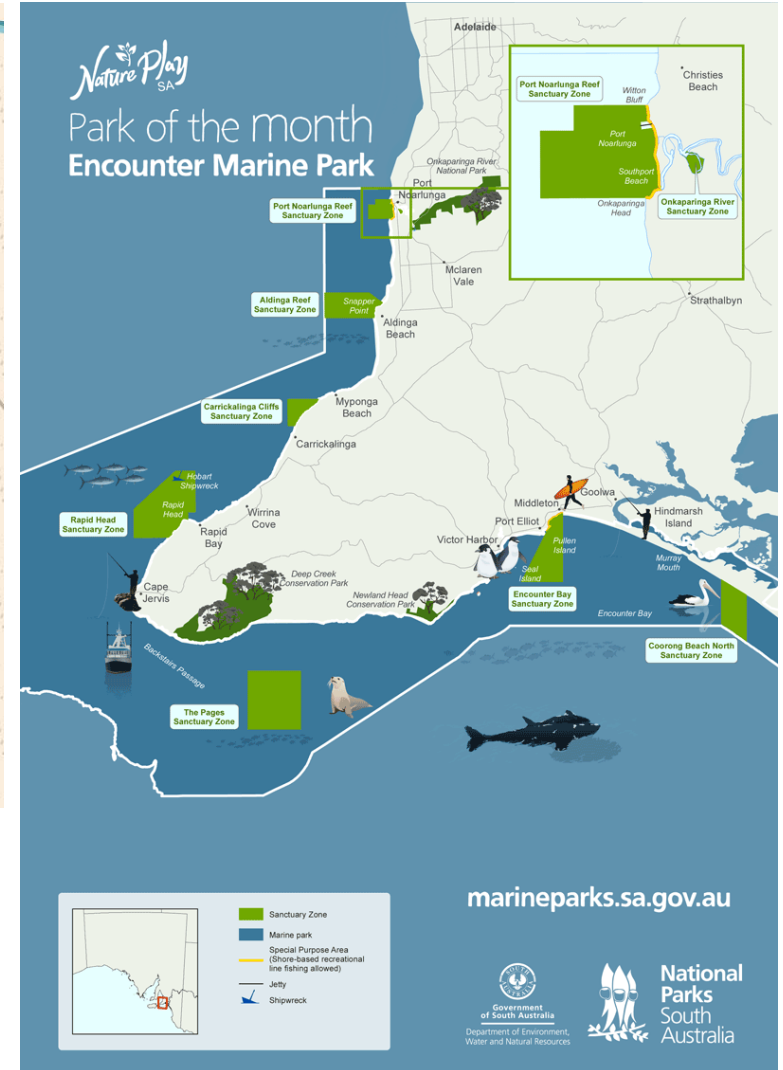 Nature Play
SA
Park of the month
Encounter Marine Park
Adelaide
Port Noarlunga Reef
Sanctuary Zone
Witton
Bluff
Christies
Beach
Port
Noarlunga
Southport
Beach
Onkaparinga
Head
Onkaparinga River
Sanctuary Zone
Onkaparinga River
National Park
Port
Noarlunga
Port Noarlunga Reef
Sanctuary Zone
Mclaren
Vale
Strathalbyn
Aldinga Reef
Sanctuary Zone
Snapper
Point
Aldinga
Beach
Carrickalinga Cliffs
Sanctuary Zone
Myponga
Beach
Carrickalinga
Hobart
Shipwreck
Rapid
Head
Rapid Head
Sanctuary Zone
Wirrina
Cove
Rapid
Bay
Middleton
Goolwa
Port Elliot
Hindmarsh
Island
Victor Harbor
Pullen
Island
Seal
Island
Murray
Mouth
Deep Creek
Conservation Park
Newland Head
Conservation Park
Cape
Jervis
Encounter Bay
Sanctuary Zone
Encounter Bay
Coorong Beach North
Sanctuary Zone
Backstairs Passage
The Pages
Sanctuary Zone
marineparks.sa.gov.au
Sanctuary Zone
Marine park
Special Purpose Area
(Shore-based recreational
line fishing allowed)
Jetty
Shipwreck
SOUTH
AUSTRALIA
Government
of South Australia
Department of Environment,
Water and Natural Resources
National
Parks
South
Australia